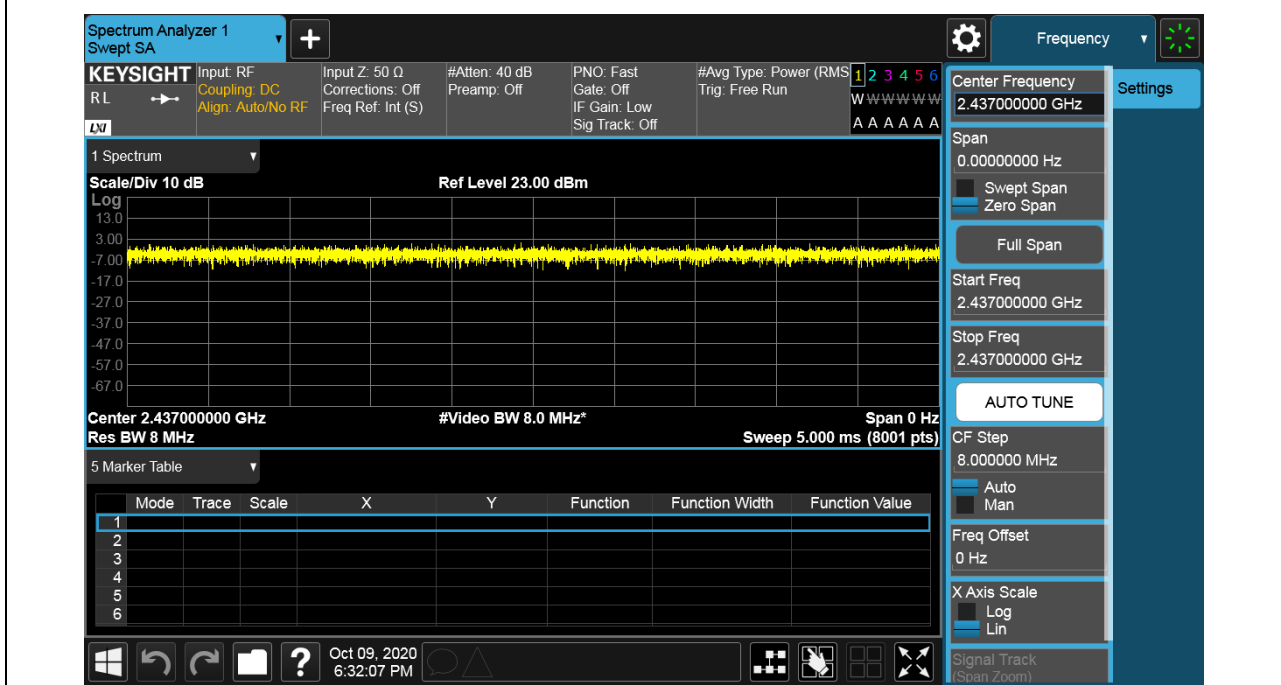 Spectrum Analyzer 1
Swept SA
Frequency
KEYSIGHT
R L
LXI
Input: RF
Coupling: DC
Align: Auto/No RF
Input Z: 50 Ω
Corrections: Off
Freq Ref: Int (S)
#Atten: 40 dB
Preamp: Off
PNO: Fast
Gate: Off
IF Gain: Low
Sig Track: Off
#Avg Type: Power (RMS
Trig: Free Run
1 2 3 4 5 6
W W W W W W
A A A A A A
1 Spectrum
Scale/Div 10 dB
Ref Level 23.00 dBm
Log
13.0
3.00
-7.00
-17.0
-27.0
-37.0
-47.0
-57.0
-67.0
Center 2.437000000 GHz
#Video BW 8.0 MHz*
Span 0 Hz
Res BW 8 MHz
Sweep 5.000 ms (8001 pts)
5 Marker Table
Mode Trace Scale X Y Function Function Width Function Value
1
2
3
4
5
6
Oct 09, 2020
6:32:07 PM
?
Center Frequency
2.437000000 GHz
Settings
Span
0.00000000 Hz
Swept Span
Zero Span
Full Span
Start Freq
2.437000000 GHz
Stop Freq
2.437000000 GHz
AUTO TUNE
CF Step
8.000000 MHz
Auto
Man
Freq Offset
0 Hz
X Axis Scale
Log
Lin
Signal Track
(Span Zoom)